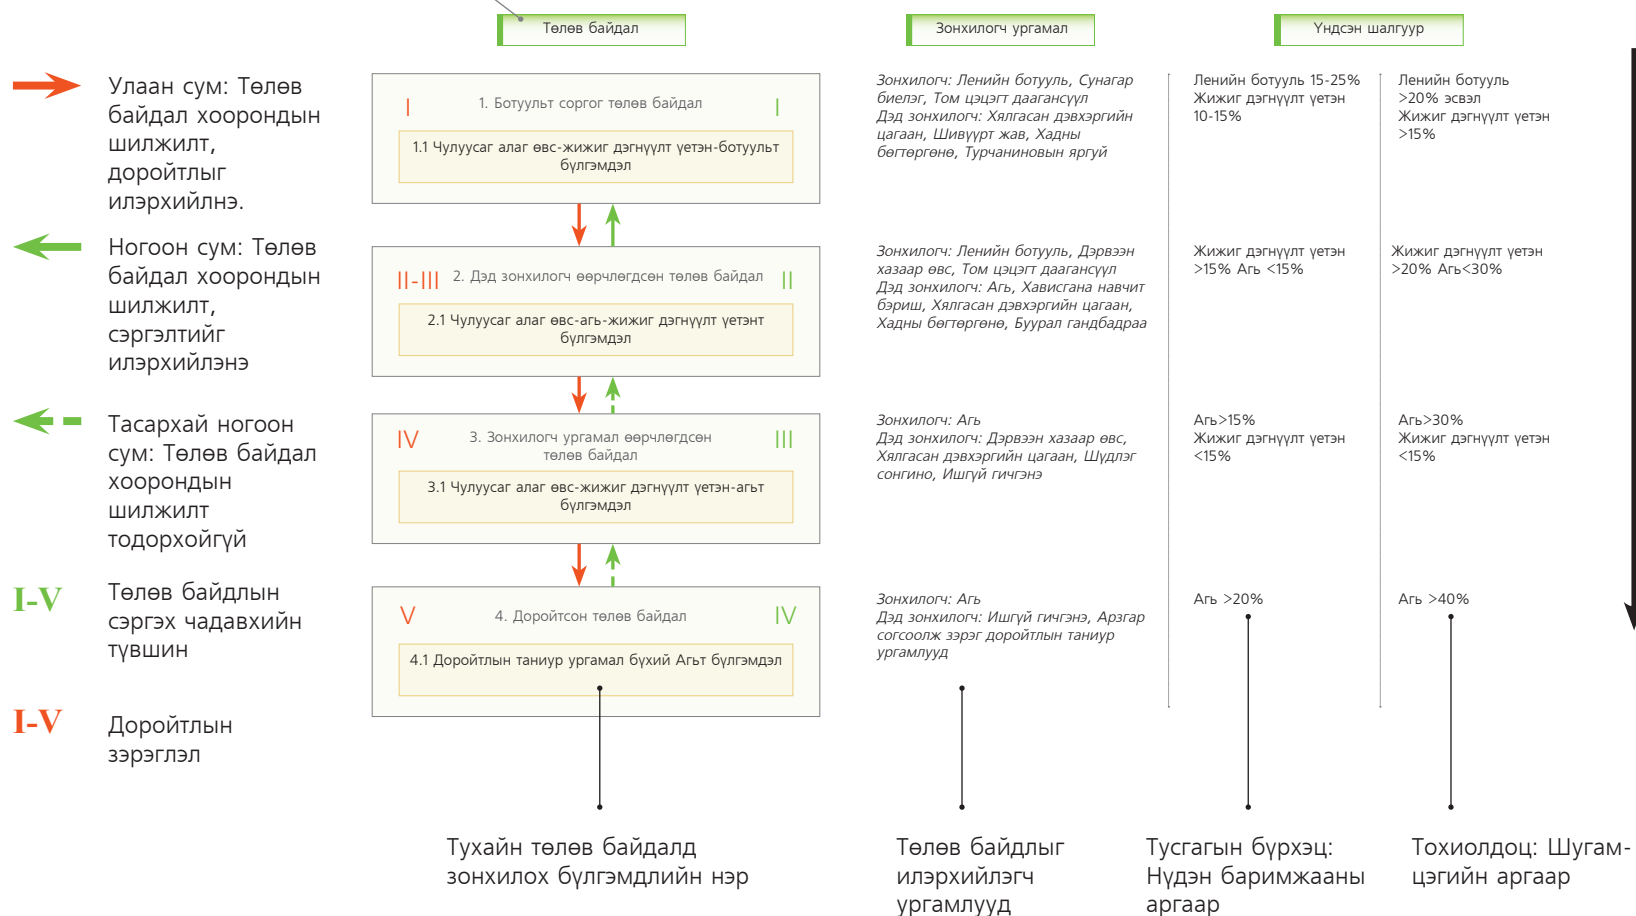 Төлөв байдал
Зонхилогч ургамал
Үндсэн шалгуур
Улаан сум: Төлөв
байдал хоорондын
шилжилт,
доройтлыг
илэрхийлнэ.
Ногоон сум: Төлөв
байдал хоорондын
шилжилт,
сэргэлтийг
илэрхийлэнэ
Тасархай ногоон
сум: Төлөв байдал
хоорондын
шилжилт
тодорхойгүй
I-V
Төлөв байдлын
сэргэх чадавхийн
түвшин
I-V
Доройтлын
зэрэглэл
I
1. Ботуульт соргог төлөв байдал
I
1.1 Чулуусаг алаг өвс-жижиг дэгнүүлт үетэн-ботуульт
бүлгэмдэл
Зонхилогч: Ленийн ботууль, Сунагар
биелэг, Том цэцэгт даагансүүл
Дэд зонхилогч: Хялгасан дэвхэргийн
цагаан, Шивүүрт жав, Хадны
бөгтөргөнө, Турчаниновын яргуй
Ленийн ботууль 15-25%
Жижиг дэгнүүлт үетэн
10-15%
Ленийн ботууль
>20% эсвэл
Жижиг дэгнүүлт үетэн
>15%
II-III
2. Дэд зонхилогч өөрчлөгдсөн төлөв байдал
II
2.1 Чулуусаг алаг өвс-агь-жижиг дэгнүүлт үетэнт
бүлгэмдэл
Зонхилогч: Ленийн ботууль, Дэрвээн
хазаар өвс, Том цэцэгт даагансүүл
Дэд зонхилогч: Агь, Хависгана навчит
бэриш, Хялгасан дэвхэргийн цагаан,
Хадны бөгтөргөнө, Буурал гандбадраа
Жижиг дэгнүүлт үетэн
>15% Агь <15%
Жижиг дэгнүүлт үетэн
>20% Агь<30%
IV
3. Зонхилогч ургамал өөрчлөгдсөн
төлөв байдал
III
3.1 Чулуусаг алаг өвс-жижиг дэгнүүлт үетэн-агьт
бүлгэмдэл
Зонхилогч: Агь
Дэд зонхилогч: Дэрвээн хазаар өвс,
Хялгасан дэвхэргийн цагаан, Шүдлэг
сонгино, Ишгүй гичгэнэ
Агь>15%
Жижиг дэгнүүлт үетэн
<15%
Агь>30%
Жижиг дэгнүүлт үетэн
<15%
V
4. Доройтсон төлөв байдал
IV
4.1 Доройтлын таниур ургамал бүхий Агьт бүлгэмдэл
Зонхилогч: Агь
Дэд зонхилогч: Ишгүй гичгэнэ, Арзгар
согсоолж зэрэг доройтлын таниур
ургамлууд
Агь >20%
Агь >40%
Тухайн төлөв байдалд
зонхилох бүлгэмдлийн нэр
Төлөв байдлыг
илэрхийлэгч
ургамлууд
Тусгагын бүрхэц:
Нүдэн баримжааны
аргаар
Тохиолдоц: Шугам-
цэгийн аргаар